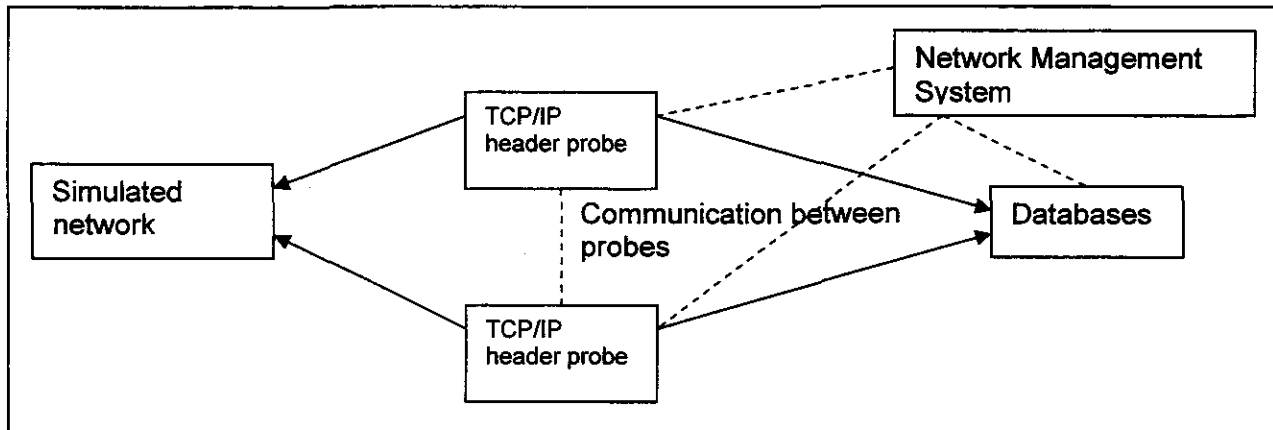 Network Management
System
TCP/IP
header probe
Simulated
network
Communication between
probes
Databases
TCP/IP
header probe